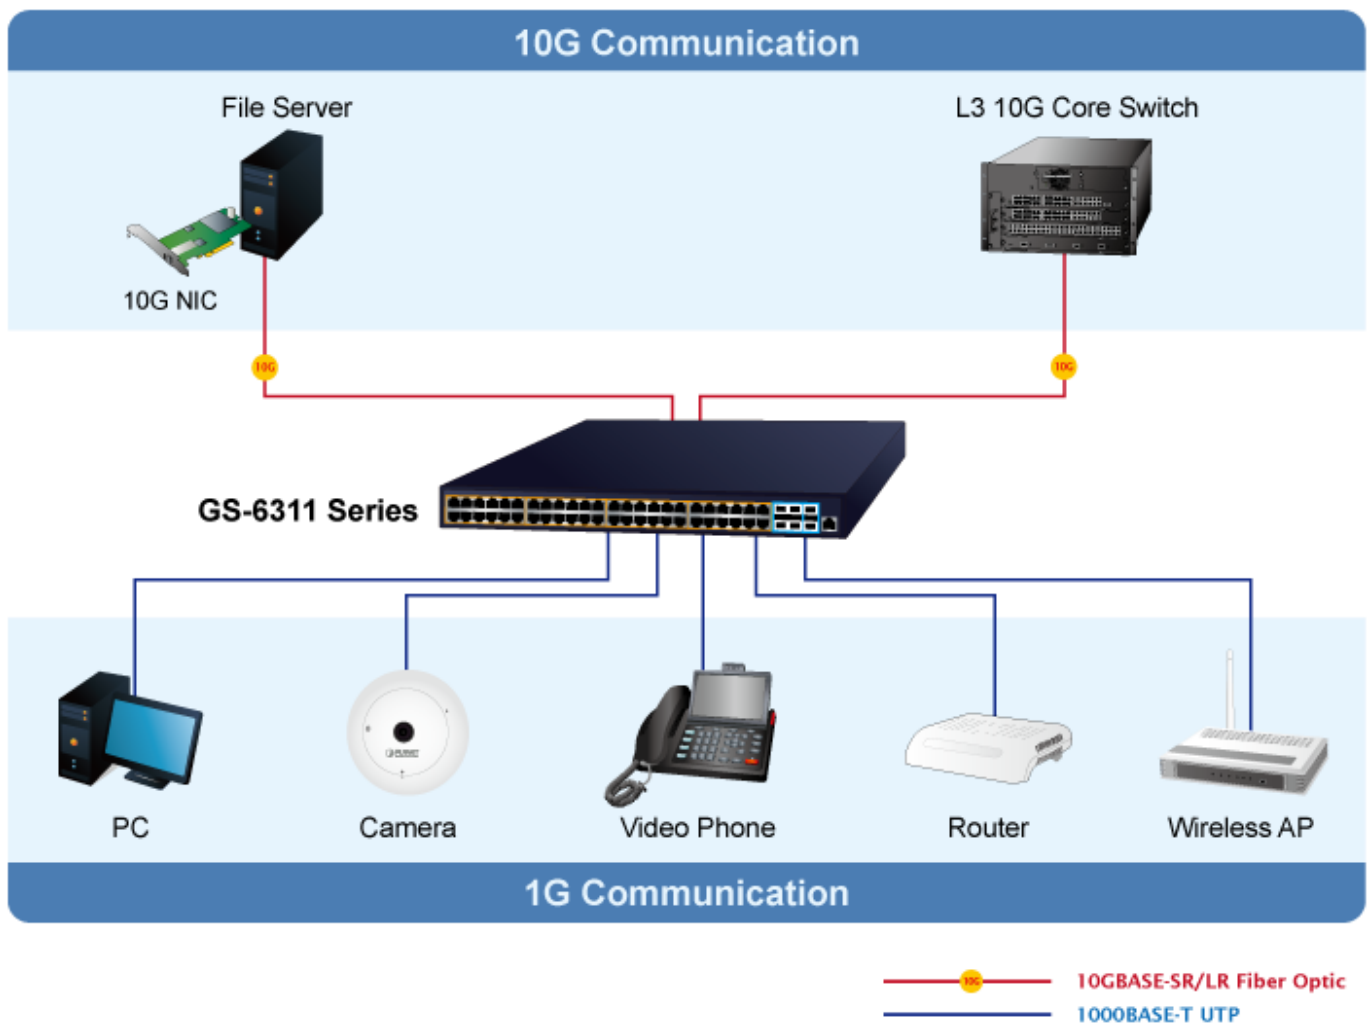 10G Communication
File Server
L3 10G Core Switch
10G NIC
10G
10G
GS-6311 Series
PLANET
PC
Camera
Video Phone
Router
Wireless AP
1G Communication
10G
10GBASE-SR/LR Fiber Optic
1000BASE-T UTP